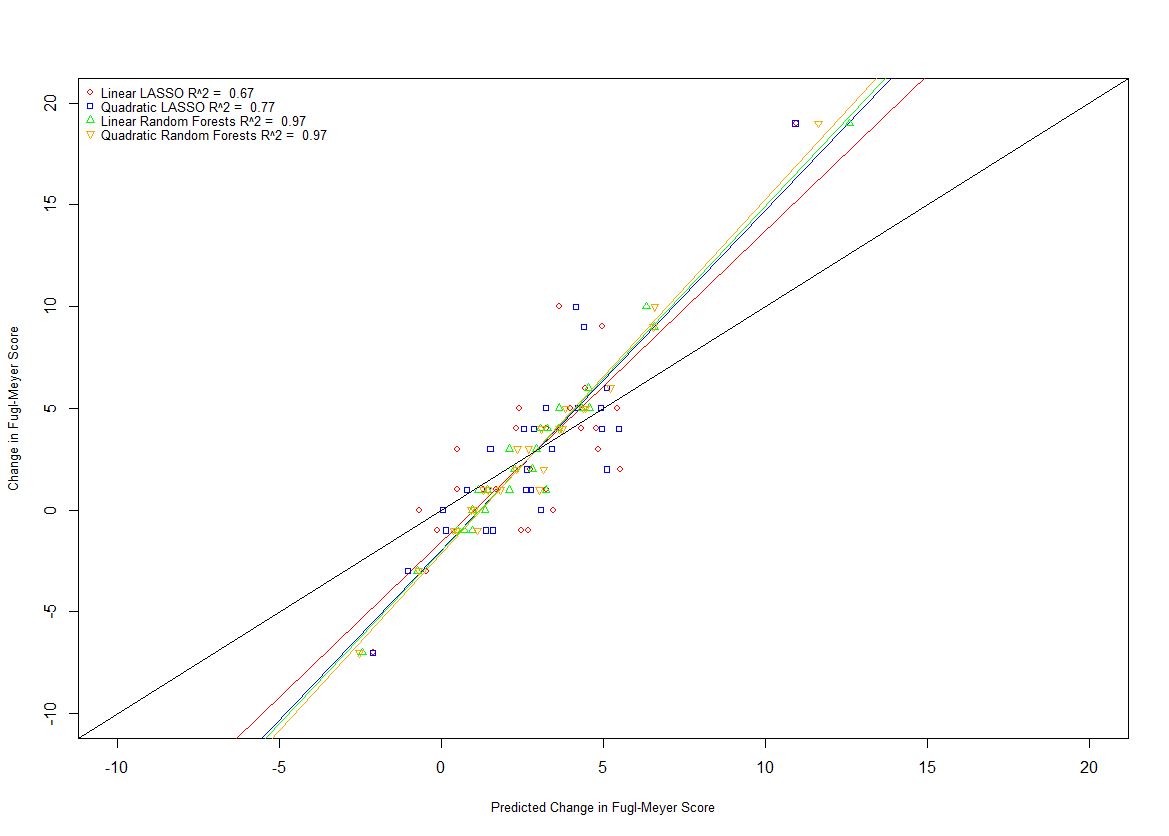 Linear LASSO R^2 = 0.67
Quadratic LASSO R^2 = 0.77
Linear Random Forests R^2 = 0.97
Quadratic Random Forests R^2 = 0.97
Change in Fugl-Meyer Score
20
15
10
5
0
-5
-10
-10 -5 0 5 10 15 20
Predicted Change in Fugl-Meyer Score